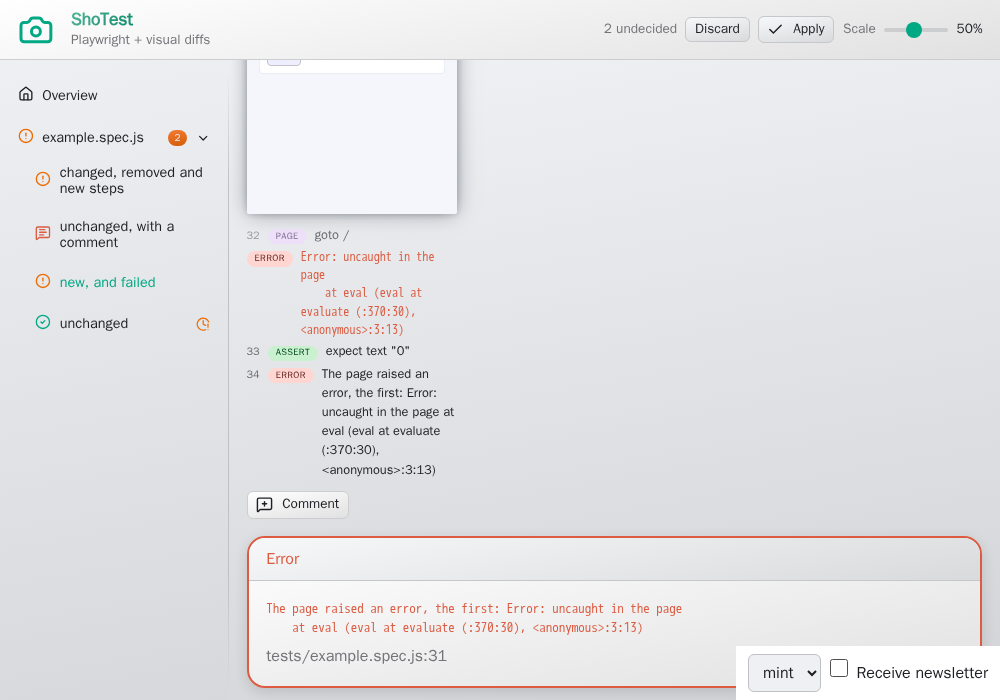 ShoTest
Playwright + visual diffs
2 undecided
Discard
Apply
Scale
50%
Overview
example.spec.js
2
changed, removed and
new steps
unchanged, with a
comment
new, and failed
unchanged
32 PAGE goto /
ERROR Error: uncaught in the
page
at eval (eval at
evaluate (:370:30),
<anonymous>:3:13)
33 ASSERT expect text "0"
34 ERROR The page raised an
error, the first: Error:
uncaught in the page at
eval (eval at evaluate
(:370:30),
<anonymous>:3:13)
Comment
Error
The page raised an error, the first: Error: uncaught in the page
at eval (eval at evaluate (:370:30), <anonymous>:3:13)
tests/example.spec.js:31
mint
Receive newsletter